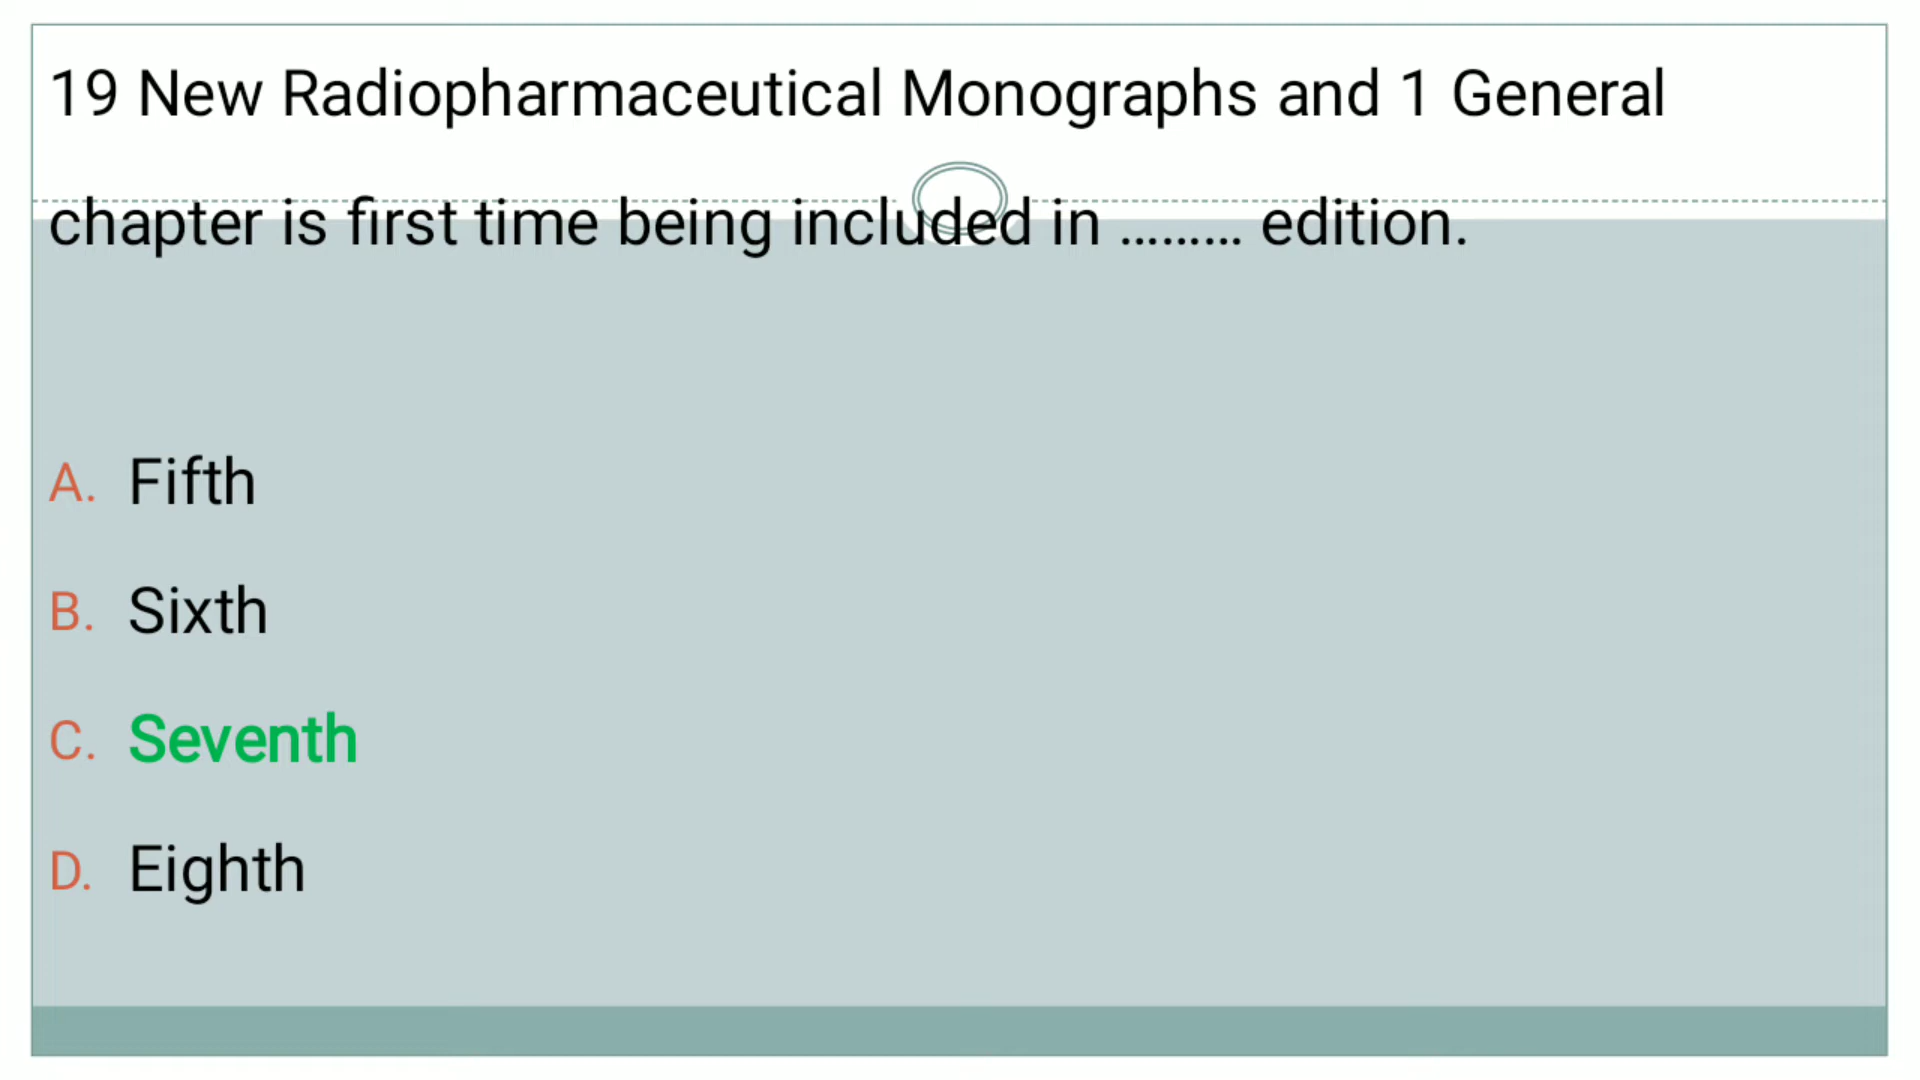 19 New Radiopharmaceutical Monographs and 1 General
chapter is first time being included in ……… edition.
A. Fifth
B. Sixth
C. Seventh
D. Eighth